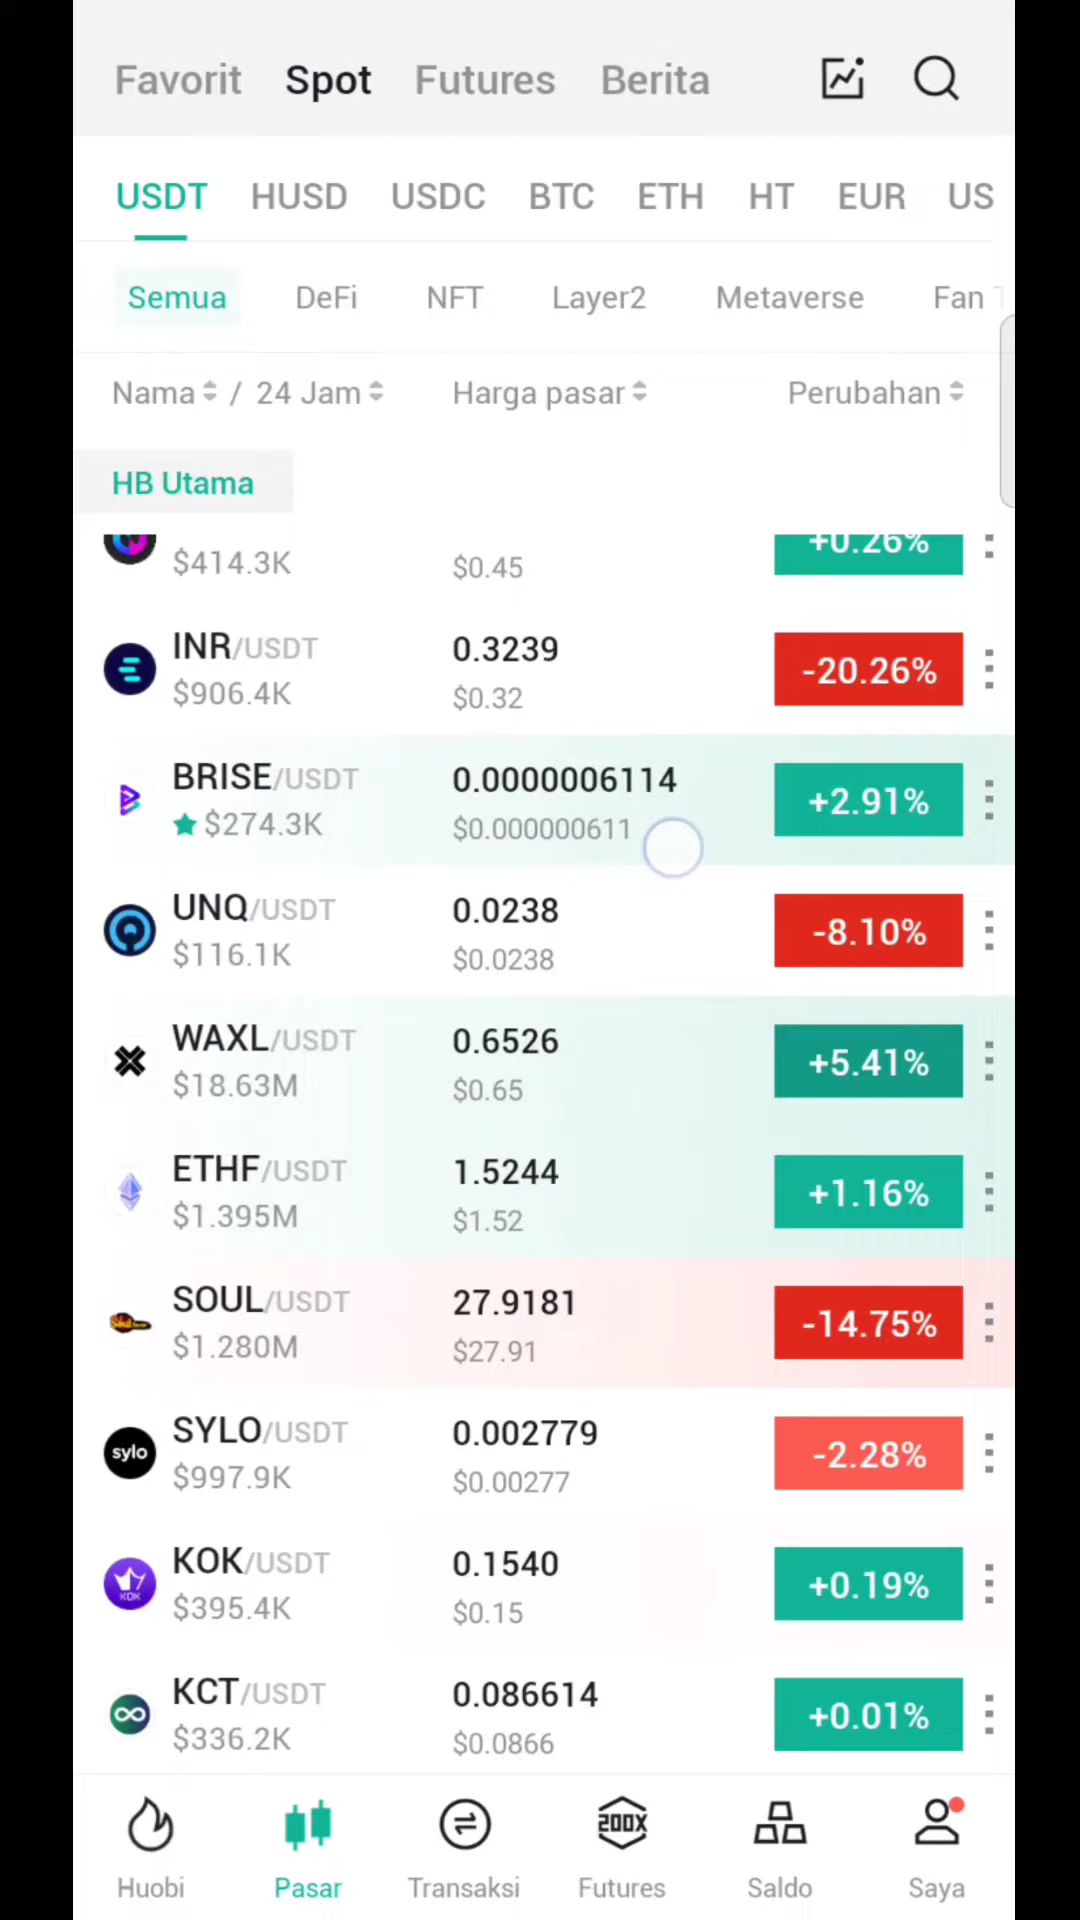 Favorit Spot Futures Berita
USDT HUSD USDC BTC ETH HT EUR US
Semua DeFi NFT Layer2 Metaverse Fan
Nama / 24 Jam Harga pasar Perubahan
HB Utama
+0.26%
$414.3K $0.45
INR/USDT 0.3239 -20.26%
$906.4K $0.32
BRISE/USDT 0.0000006114 +2.91%
$274.3K $0.000000611
UNQ/USDT 0.0238 -8.10%
$116.1K $0.0238
WAXL/USDT 0.6526 +5.41%
$18.63M $0.65
ETHF/USDT 1.5244 +1.16%
$1.395M $1.52
SOUL/USDT 27.9181 -14.75%
$1.280M $27.91
sylo SYLO/USDT 0.002779 -2.28%
$997.9K $0.00277
KOK KOK/USDT 0.1540 +0.19%
$395.4K $0.15
KCT/USDT 0.086614 +0.01%
$336.2K $0.0866
200X
Huobi Pasar Transaksi Futures Saldo Saya